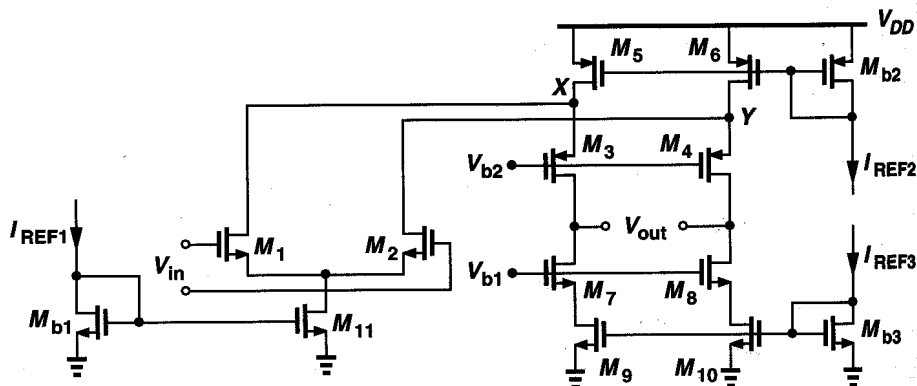 V_DD
M_5
M_6
M_b2
X
Y
M_3
M_4
V_b2
I_REF2
I_REF1
M_1
M_2
V_out
V_in
I_REF3
V_b1
M_7
M_8
M_b1
M_11
M_b3
M_9
M_10